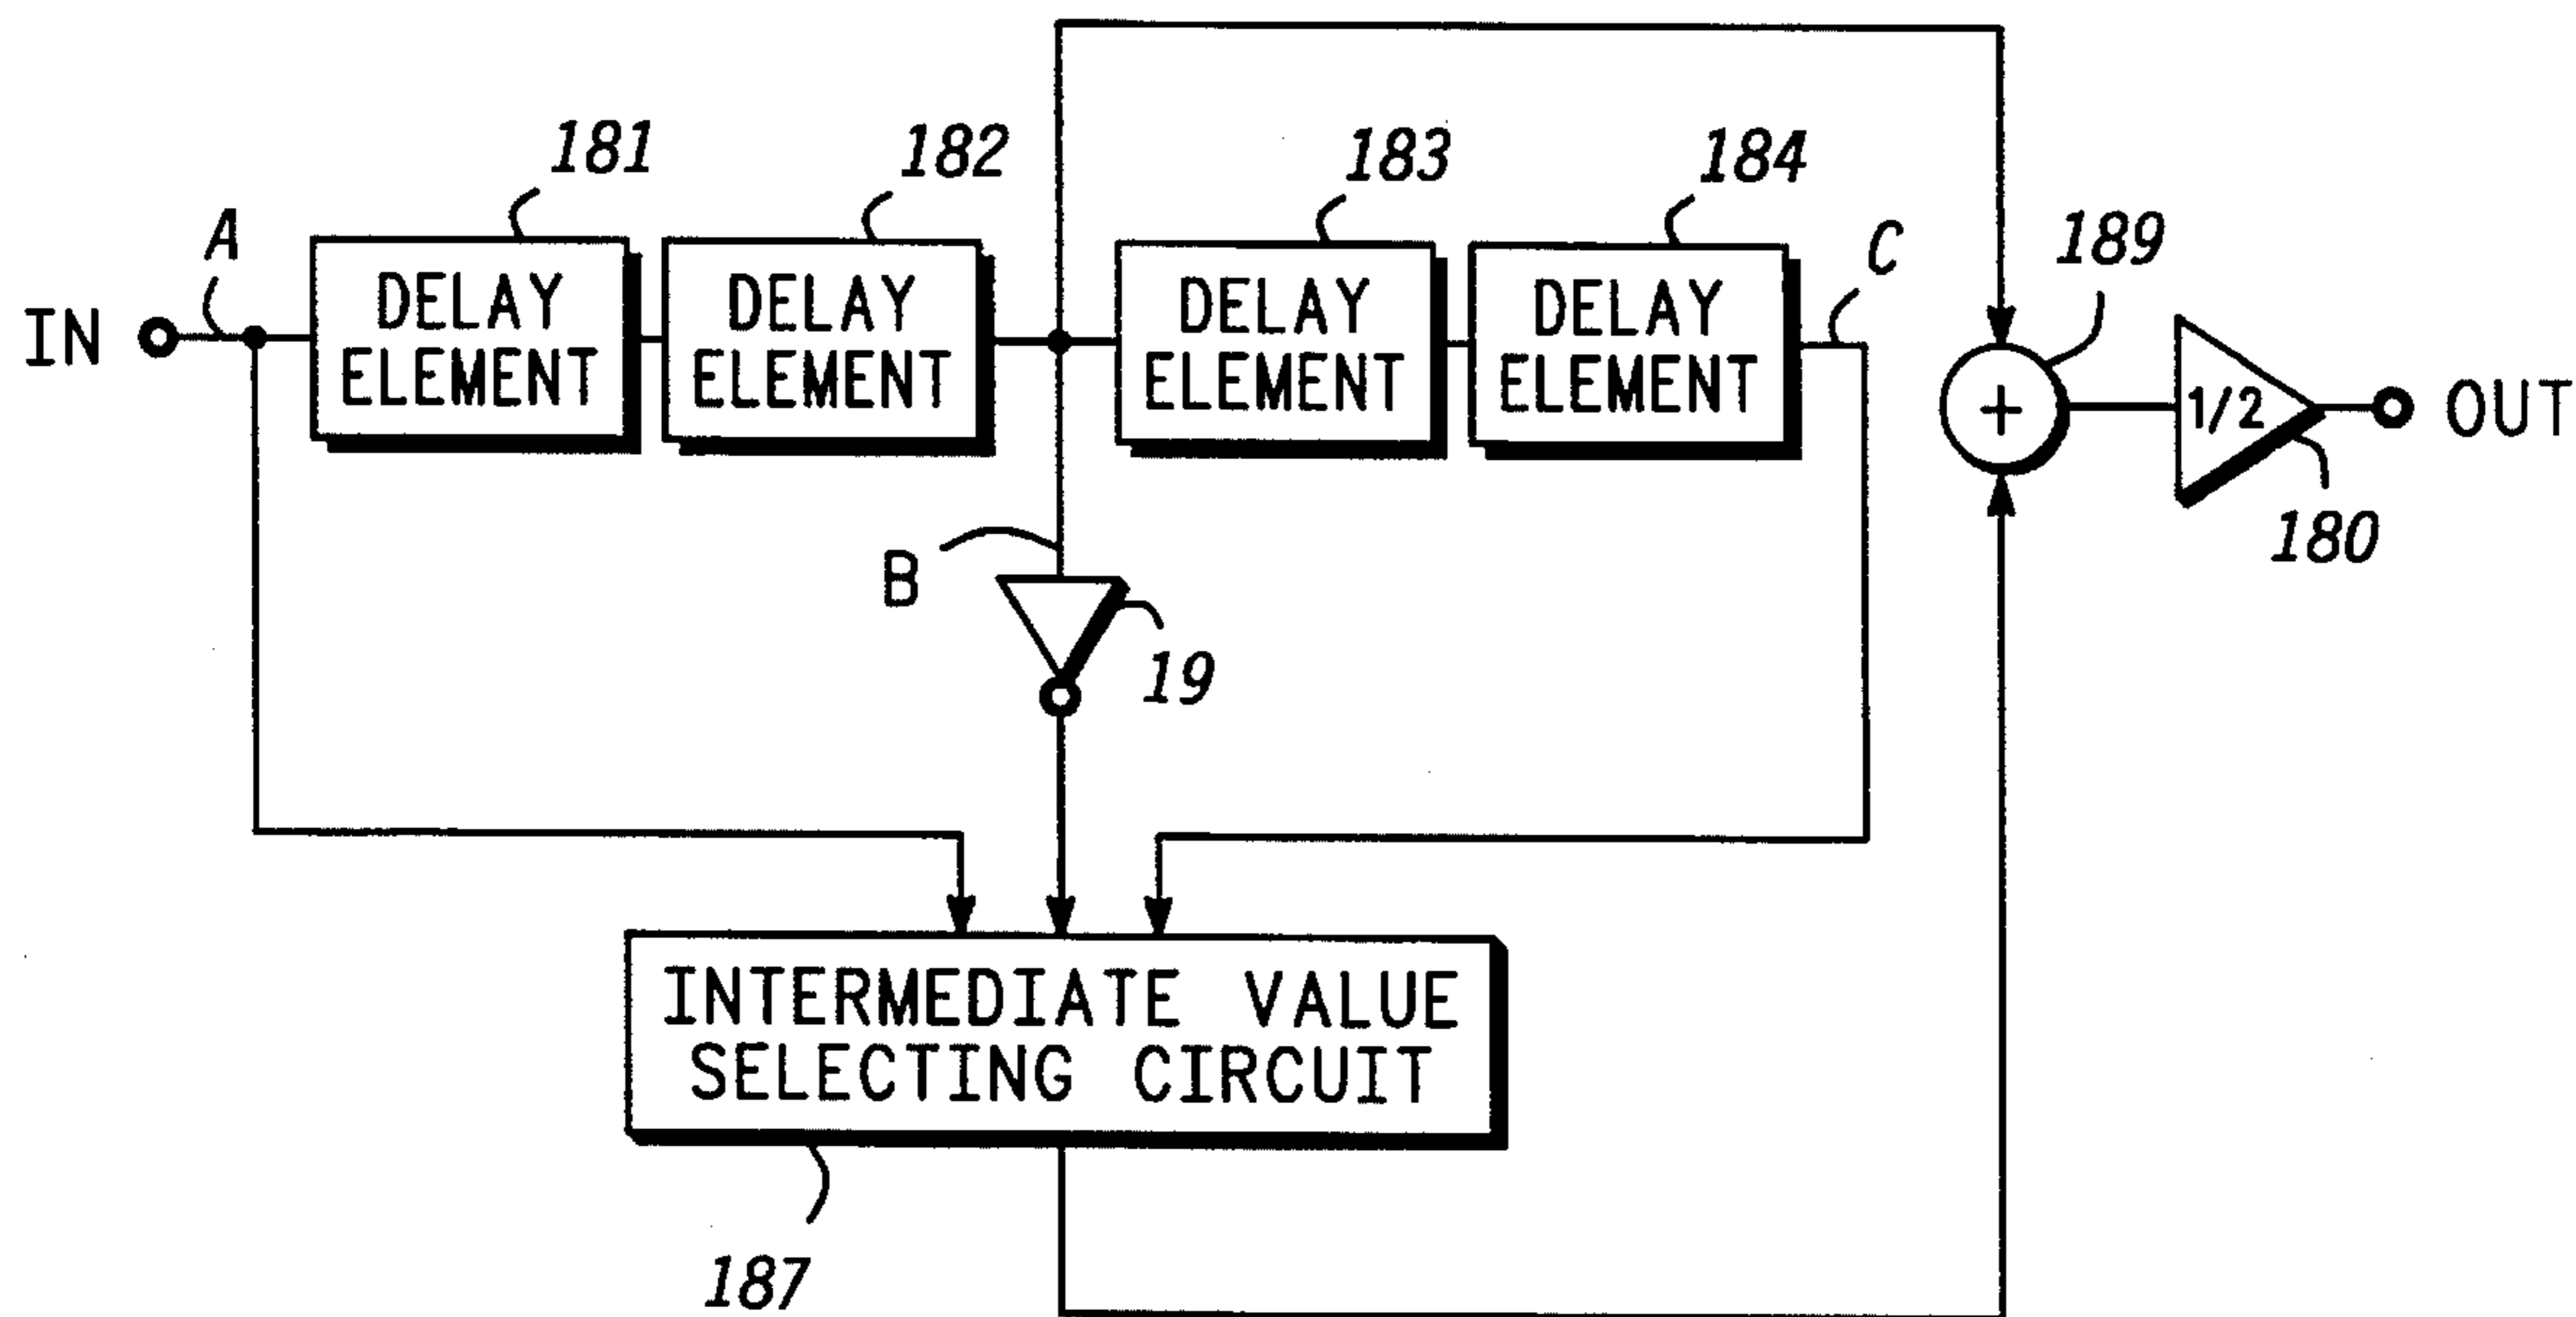 181
182
183
184
A
C
189
IN
DELAY
ELEMENT
DELAY
ELEMENT
DELAY
ELEMENT
DELAY
ELEMENT
+
1/2
OUT
180
B
19
INTERMEDIATE VALUE
SELECTING CIRCUIT
187